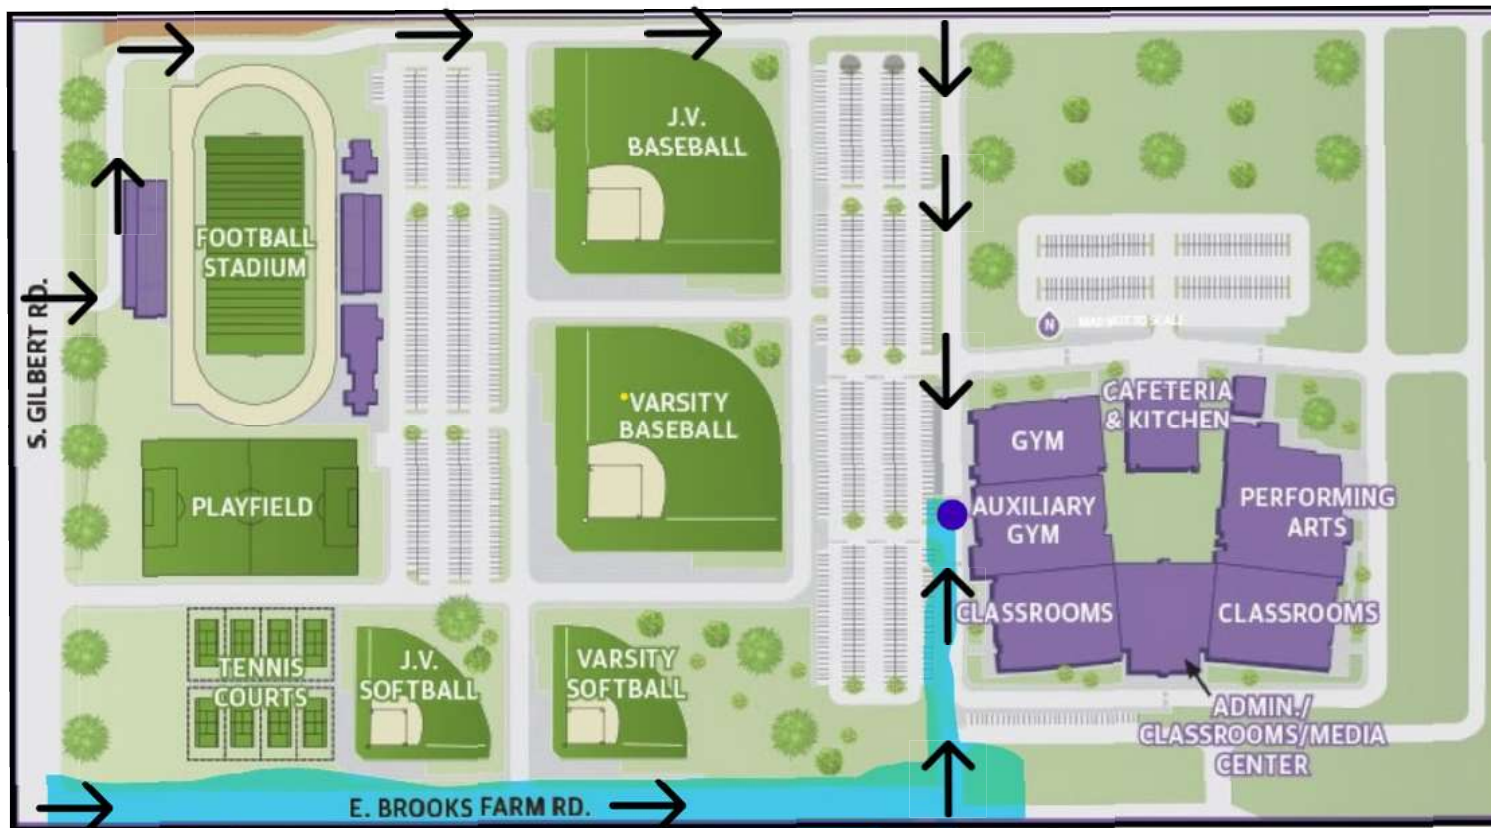 J.V.
BASEBALL
FOOTBALL
STADIUM
S. GILBERT RD.
N
VARSITY
BASEBALL
CAFETERIA
& KITCHEN
GYM
PLAYFIELD
AUXILIARY
GYM
PERFORMING
ARTS
CLASSROOMS
CLASSROOMS
TENNIS
COURTS
J.V.
SOFTBALL
VARSITY
SOFTBALL
ADMIN./
CLASSROOMS/MEDIA
CENTER
E. BROOKS FARM RD.